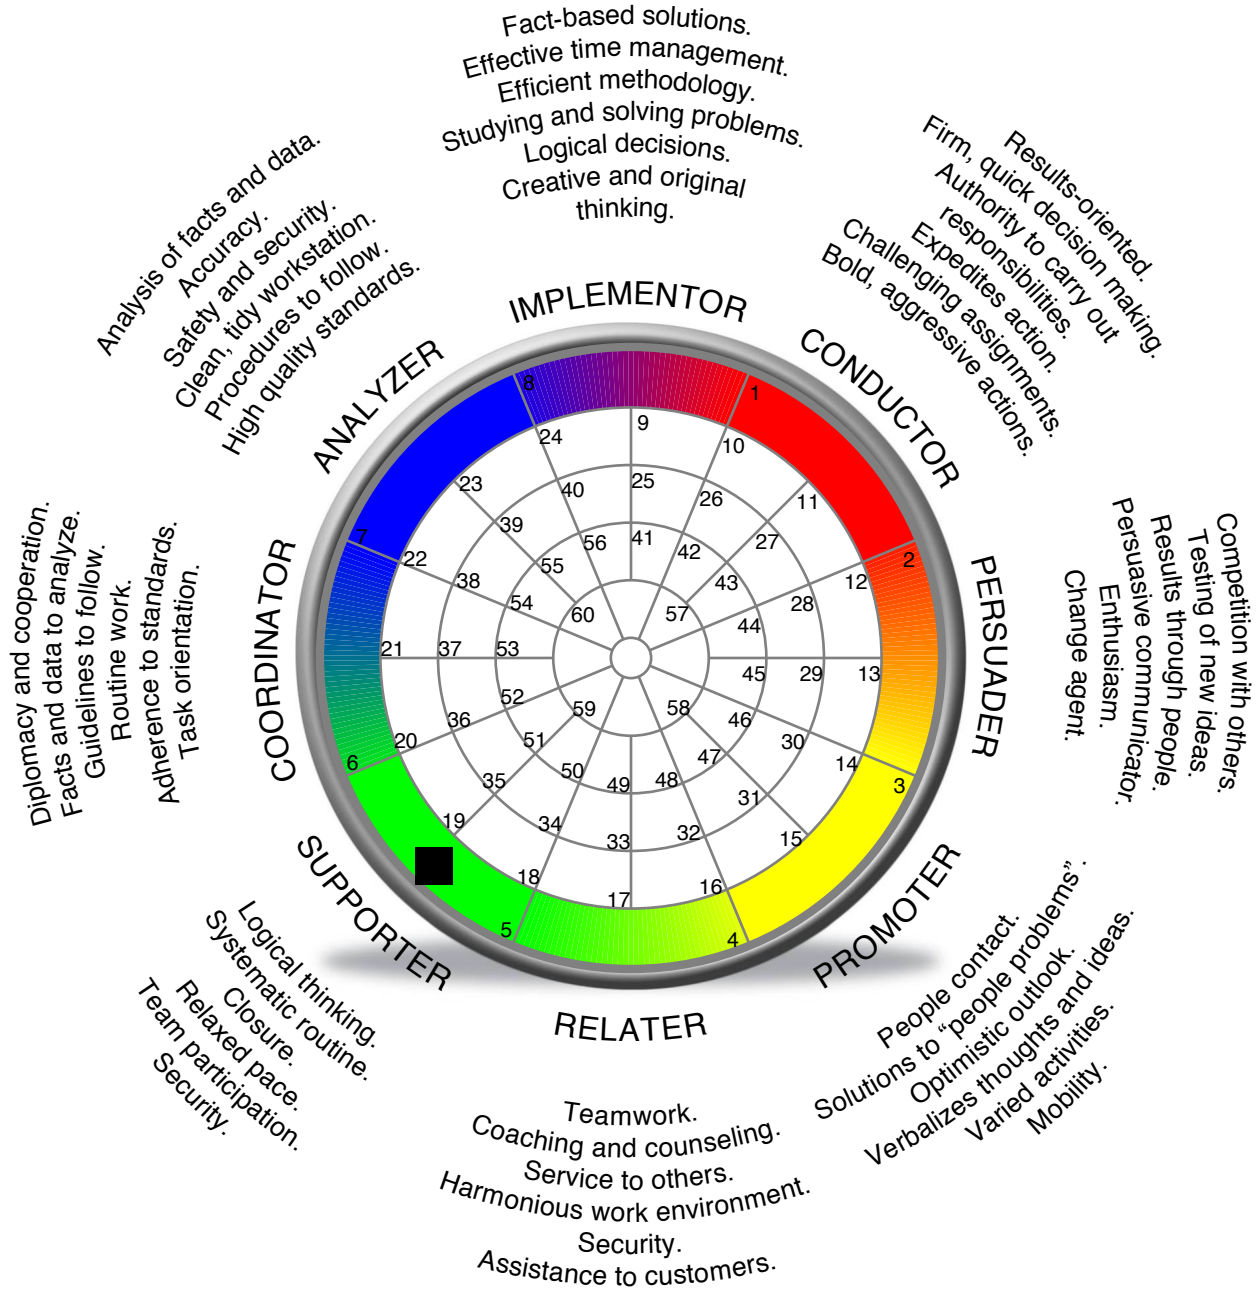 Fact-based solutions.
Effective time management.
Efficient methodology.
Studying and solving problems.
Logical decisions.
Creative and original
thinking.
IMPLEMENTOR
Results-oriented.
Firm, quick decision making.
Authority to carry out
responsibilities.
Expedites action.
Challenging assignments.
Bold, aggressive actions.
CONDUCTOR
Competition with others.
Testing of new ideas.
Results through people.
Persuasive communicator.
Enthusiasm.
Change agent.
PERSUADER
PROMOTER
People contact.
Solutions to “people problems”.
Optimistic outlook.
Verbalizes thoughts and ideas.
Varied activities.
Mobility.
RELATER
Teamwork.
Coaching and counseling.
Service to others.
Harmonious work environment.
Security.
Assistance to customers.
SUPPORTER
Logical thinking.
Systematic routine.
Closure.
Relaxed pace.
Team participation.
Security.
COORDINATOR
Diplomacy and cooperation.
Facts and data to analyze.
Guidelines to follow.
Routine work.
Adherence to standards.
Task orientation.
ANALYZER
Analysis of facts and data.
Accuracy.
Safety and security.
Clean, tidy workstation.
Procedures to follow.
High quality standards.
1
2
3
4
5
6
7
8
9
10
11
12
13
14
15
16
17
18
19
20
21
22
23
24
25
26
27
28
29
30
31
32
33
34
35
36
37
38
39
40
41
42
43
44
45
46
47
48
49
50
51
52
53
54
55
56
57
58
59
60